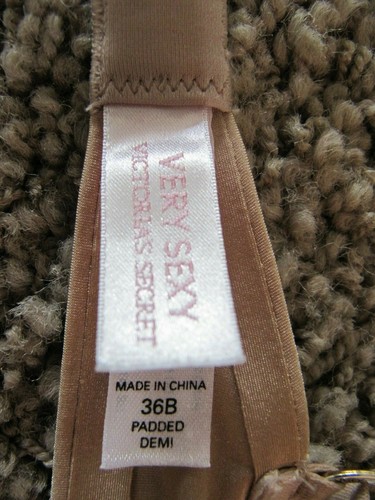 VERY SEXY
VICTORIA'S SECRET
MADE IN CHINA
36B
PADDED
DEMI